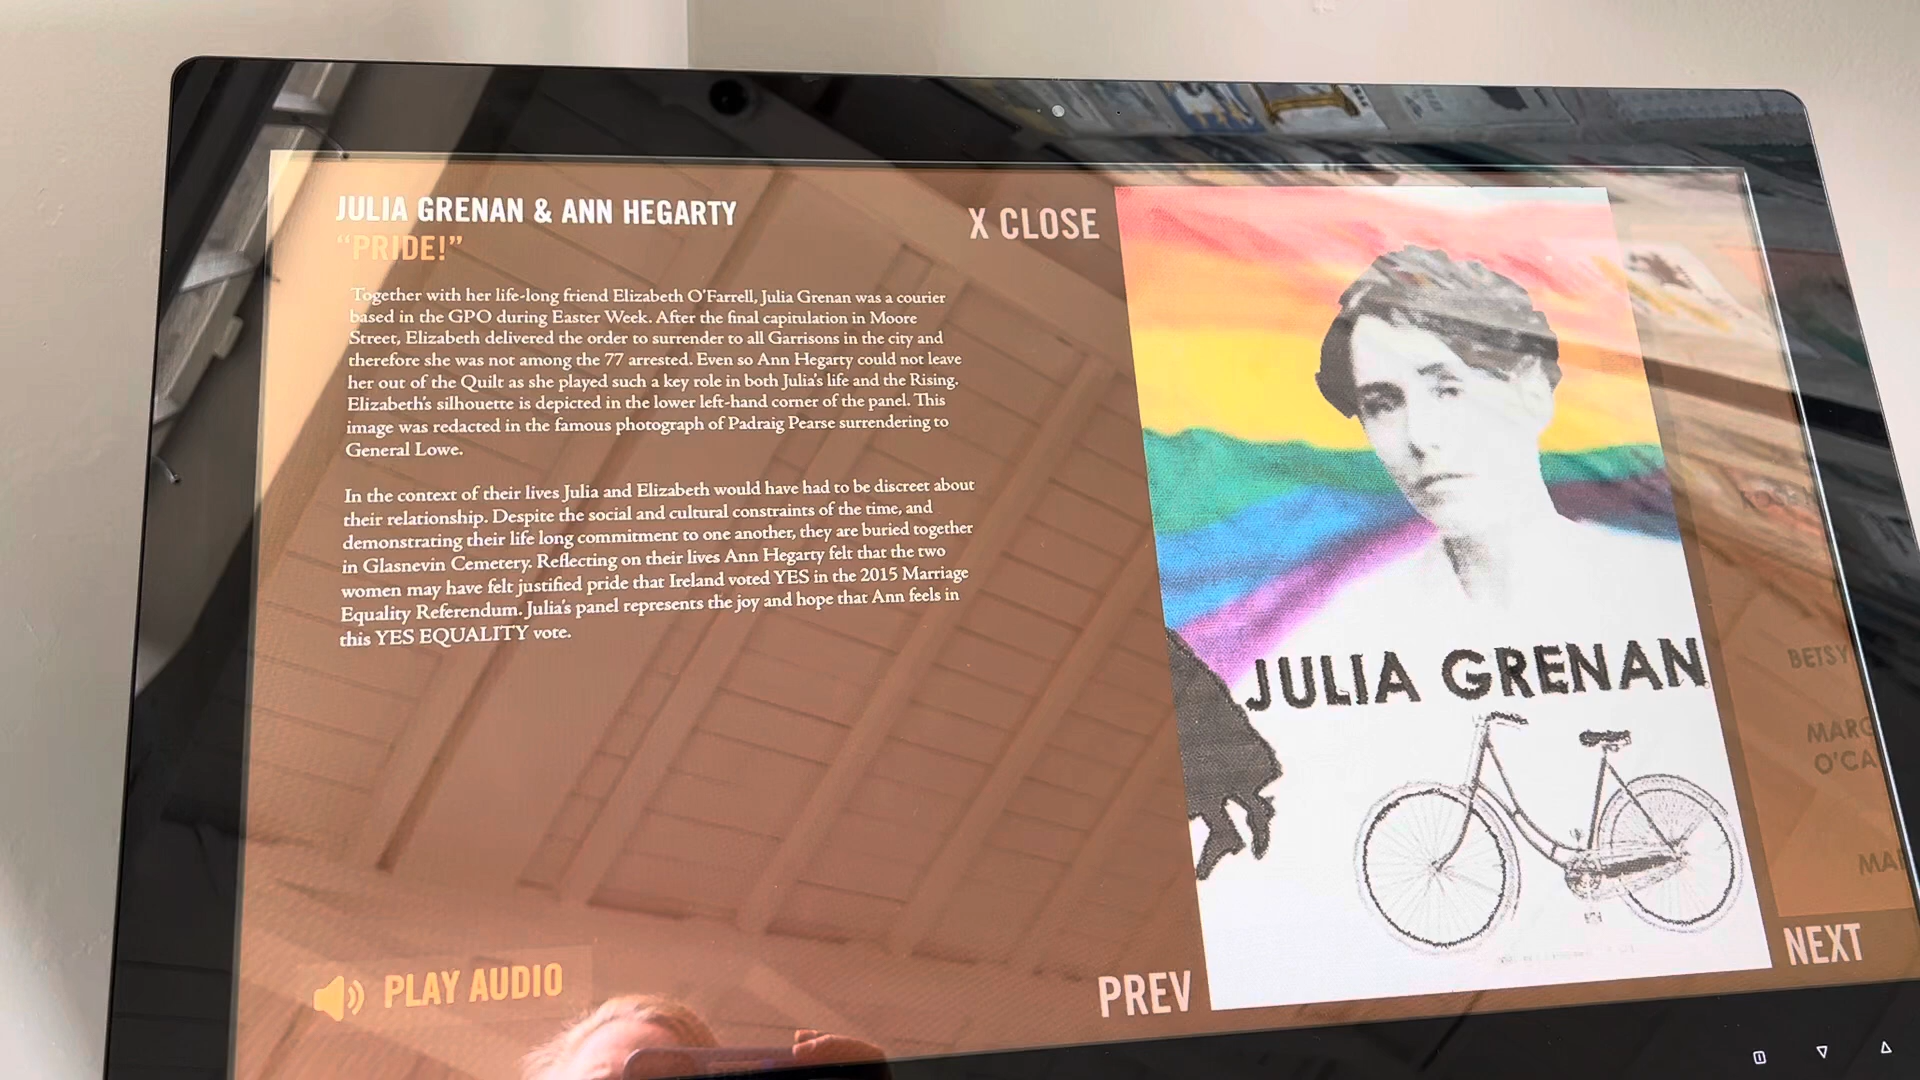 JULIA GRENAN & ANN HEGARTY
"PRIDE!"
X CLOSE
Together with her life-long friend Elizabeth O'Farrell, Julia Grenan was a courier
based in the GPO during Easter Week. After the final capitulation in Moore
Street, Elizabeth delivered the order to surrender to all Garrisons in the city and
therefore she was not among the 77 arrested. Even so Ann Hegarty could not leave
her out of the Quilt as she played such a key role in both Julia's life and the Rising.
Elizabeth's silhouette is depicted in the lower left-hand corner of the panel. This
image was redacted in the famous photograph of Padraig Pearse surrendering to
General Lowe.
In the context of their lives Julia and Elizabeth would have had to be discreet about
their relationship. Despite the social and cultural constraints of the time, and
demonstrating their life long commitment to one another, they are buried together
in Glasnevin Cemetery. Reflecting on their lives Ann Hegarty felt that the two
women may have felt justified pride that Ireland voted YES in the 2015 Marriage
Equality Referendum. Julia's panel represents the joy and hope that Ann feels in
this YES EQUALITY vote.
JULIA GRENAN
BETSY
MARG
O'CA
MAR
PLAY AUDIO
PREV
NEXT